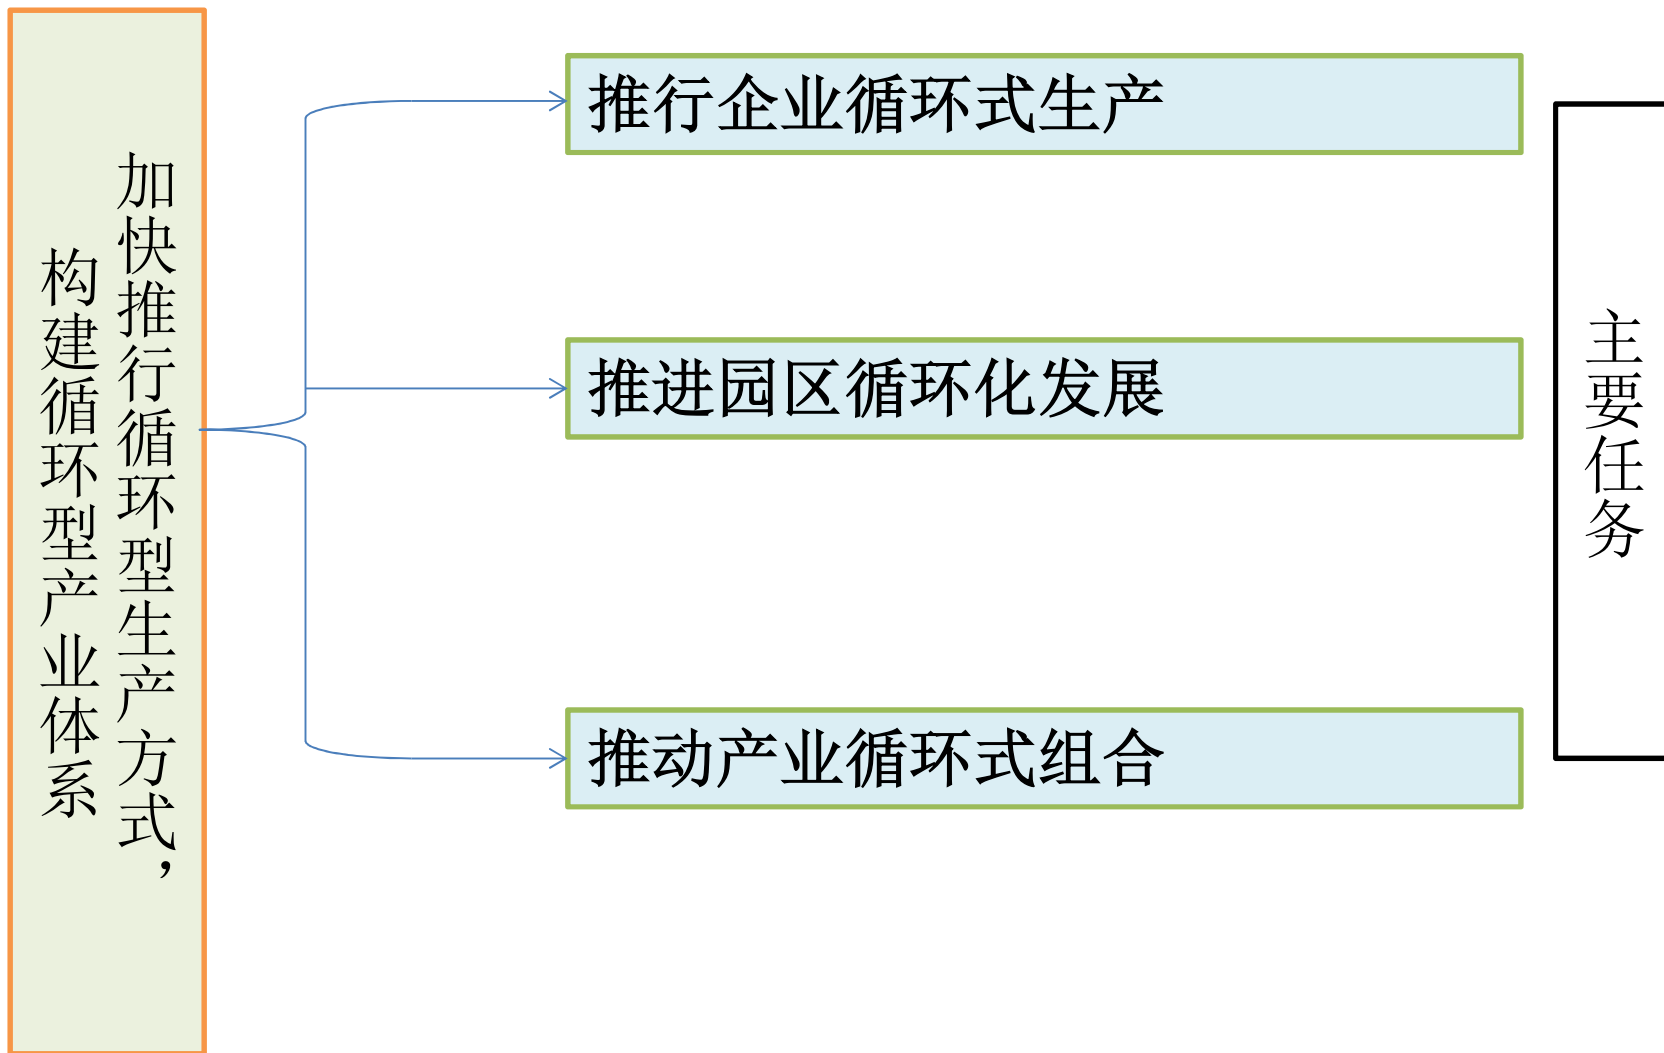 加快推行循环型生产方式，
构建循环型产业体系
推行企业循环式生产
推进园区循环化发展
推动产业循环式组合
主要任务